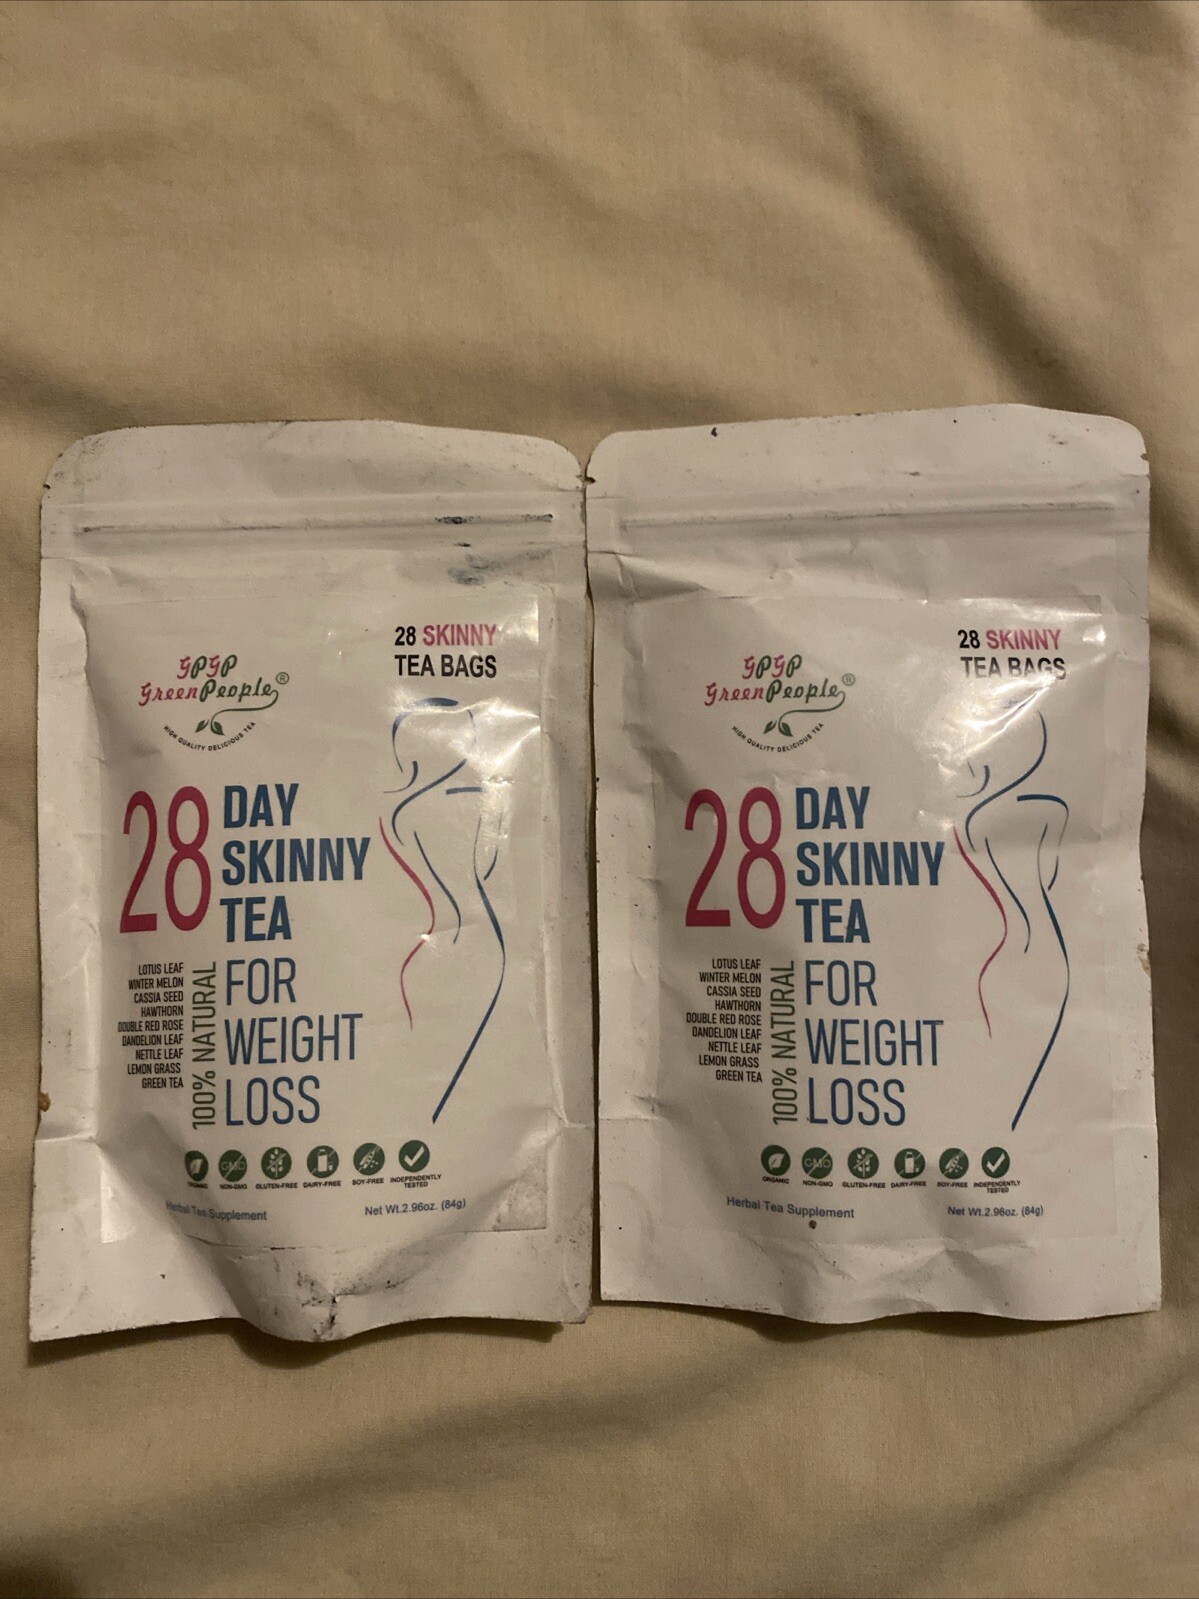 28 SKINNY
TEA BAGS
GPGP
GreenPeople®
HIGH QUALITY DELICIOUS TEA
28 DAY
SKINNY
TEA
FOR
WEIGHT
LOSS
100% NATURAL
LOTUS LEAF
WINTER MELON
CASSIA SEED
HAWTHORN
DOUBLE RED ROSE
DANDELION LEAF
NETTLE LEAF
LEMON GRASS
GREEN TEA
ORGANIC
GMO
NON-GMO
GLUTEN-FREE
DAIRY-FREE
SOY-FREE
INDEPENDENTLY
TESTED
Herbal Tea Supplement
Net Wt.2.96oz. (84g)
28 SKINNY
TEA BAGS
GPGP
GreenPeople®
HIGH QUALITY DELICIOUS TEA
28 DAY
SKINNY
TEA
FOR
WEIGHT
LOSS
100% NATURAL
LOTUS LEAF
WINTER MELON
CASSIA SEED
HAWTHORN
DOUBLE RED ROSE
DANDELION LEAF
NETTLE LEAF
LEMON GRASS
GREEN TEA
ORGANIC
GMO
NON-GMO
GLUTEN-FREE
DAIRY-FREE
SOY-FREE
INDEPENDENTLY
TESTED
Herbal Tea Supplement
Net Wt.2.96oz. (84g)